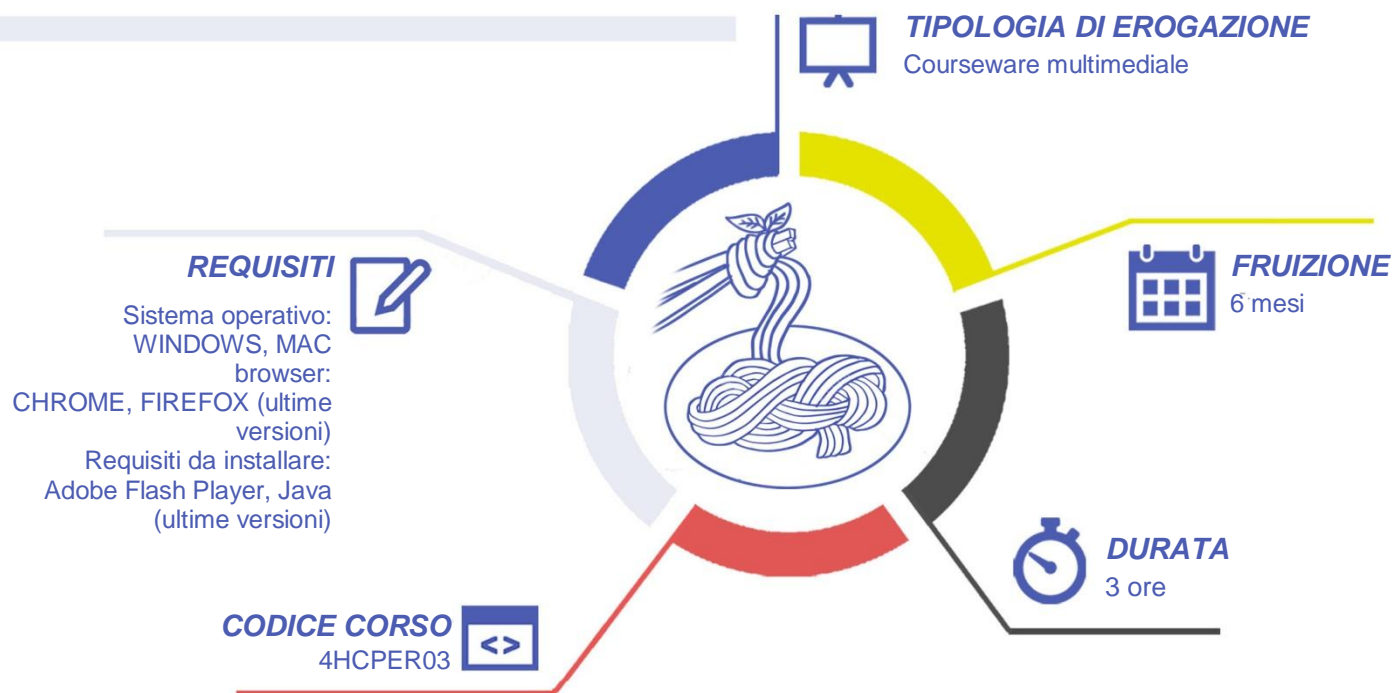 TIPOLOGIA DI EROGAZIONE
Courseware multimediale
REQUISITI
Sistema operativo:
WINDOWS, MAC
browser:
CHROME, FIREFOX (ultime
versioni)
Requisiti da installare:
Adobe Flash Player, Java
(ultime versioni)
FRUIZIONE
6 mesi
DURATA
3 ore
CODICE CORSO
4HCPER03
<>